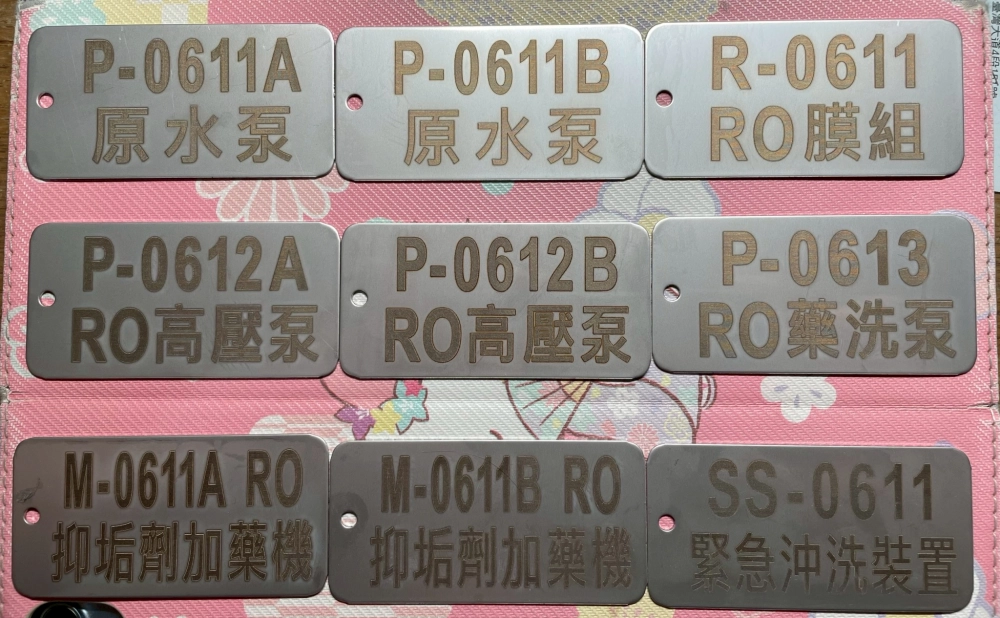 P-0611A
原水泵
P-0611B
原水泵
R-0611
RO膜組
P-0612A
RO高壓泵
P-0612B
RO高壓泵
P-0613
RO藥洗泵
M-0611A RO
抑垢劑加藥機
M-0611B RO
抑垢劑加藥機
SS-0611
緊急沖洗裝置